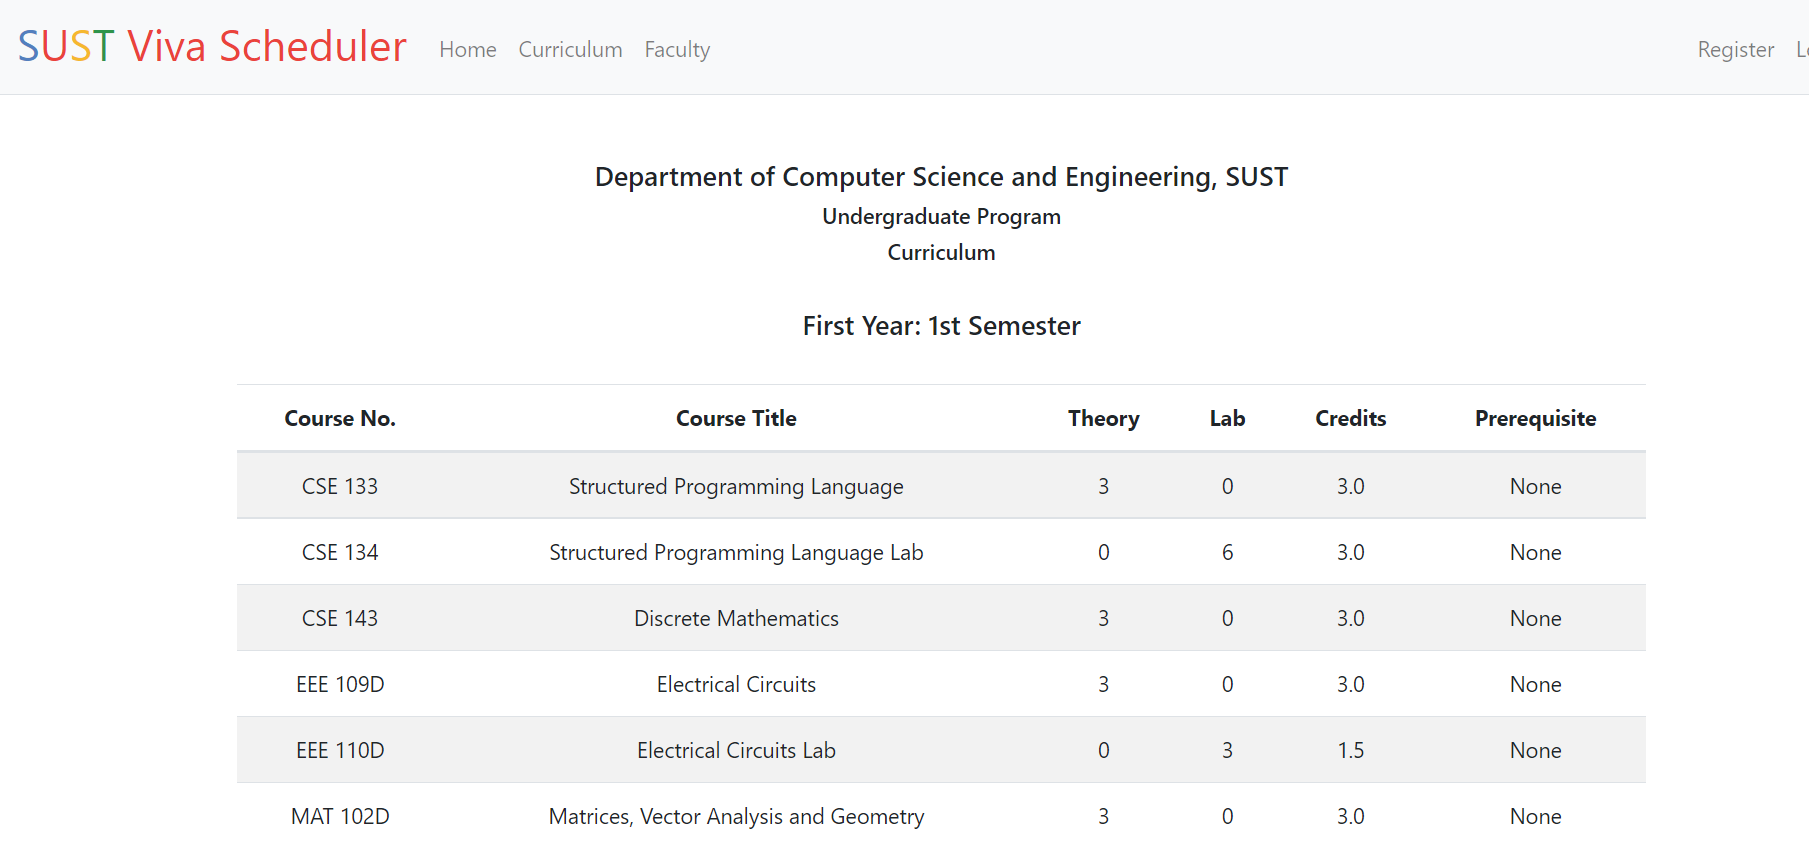 SUST Viva Scheduler Home Curriculum Faculty Register
Department of Computer Science and Engineering, SUST
Undergraduate Program
Curriculum
First Year: 1st Semester
Course No. Course Title Theory Lab Credits Prerequisite
CSE 133 Structured Programming Language 3 0 3.0 None
CSE 134 Structured Programming Language Lab 0 6 3.0 None
CSE 143 Discrete Mathematics 3 0 3.0 None
EEE 109D Electrical Circuits 3 0 3.0 None
EEE 110D Electrical Circuits Lab 0 3 1.5 None
MAT 102D Matrices, Vector Analysis and Geometry 3 0 3.0 None